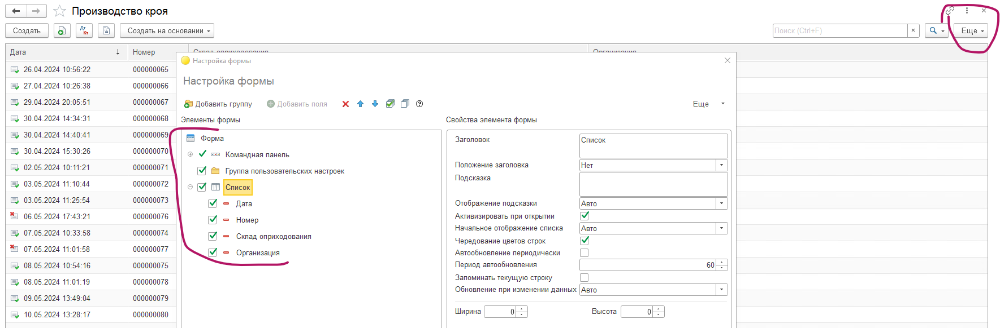 Производство кроя
Создать
Дт
Кт
Создать на основании
Поиск (Ctrl+F)
×
Еще
Дата ↓ Номер Склад оприходования Организация
26.04.2024 10:56:22 000000065
27.04.2024 10:26:38 000000066
29.04.2024 20:05:51 000000067
30.04.2024 14:34:31 000000068
30.04.2024 14:40:41 000000069
30.04.2024 15:30:26 000000070
02.05.2024 10:11:21 000000071
03.05.2024 11:10:44 000000072
03.05.2024 11:25:54 000000073
06.05.2024 17:43:21 000000076
07.05.2024 10:33:58 000000074
07.05.2024 11:01:58 000000077
08.05.2024 10:54:16 000000075
08.05.2024 11:01:19 000000078
09.05.2024 13:49:04 000000079
10.05.2024 13:28:17 000000080
Настройка формы
Настройка формы
Добавить группу
Добавить поля
?
Еще
Элементы формы
Форма
Командная панель
Группа пользовательских настроек
Список
Дата
Номер
Склад оприходования
Организация
Свойства элемента формы
Заголовок Список
Положение заголовка Нет
Подсказка
Отображение подсказки Авто
Активизировать при открытии
Начальное отображение списка Авто
Чередование цветов строк
Автообновление периодически
Период автообновления 60
Запоминать текущую строку
Обновление при изменении данных Авто
Ширина 0 Высота 0